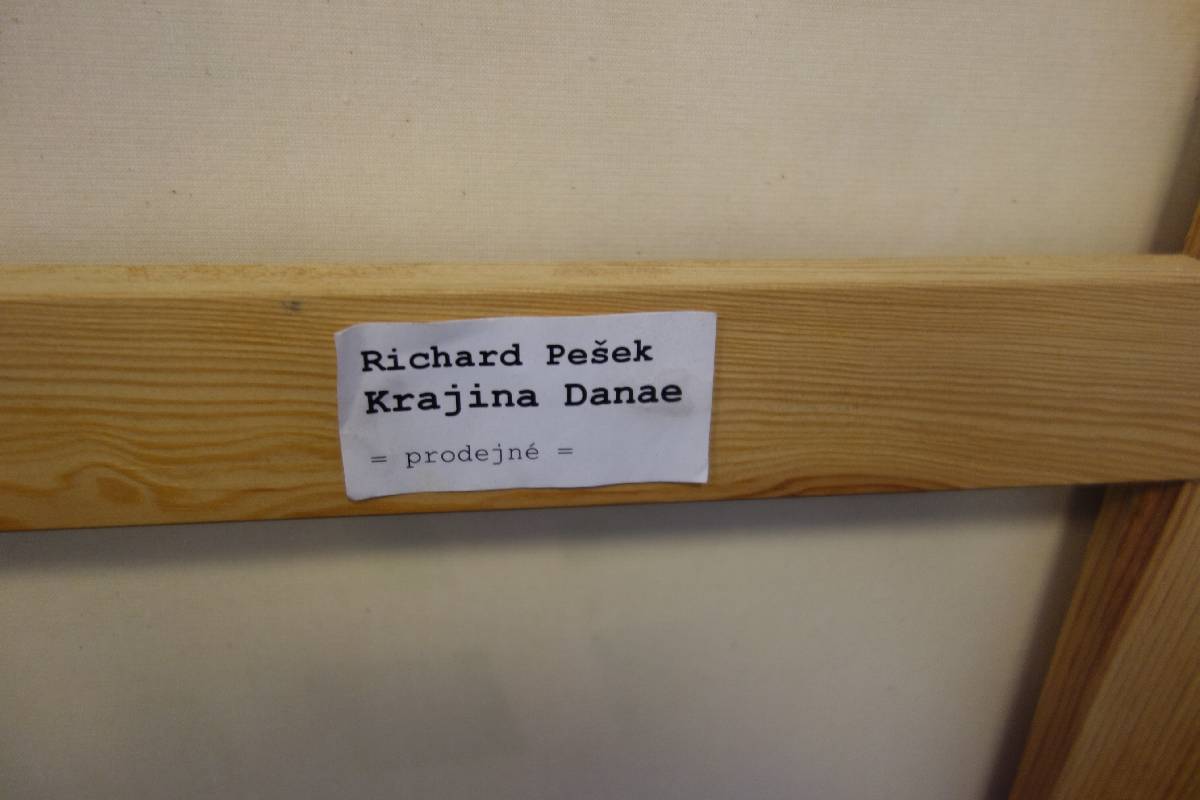 Richard Pešek
Krajina Danae
= prodejné =